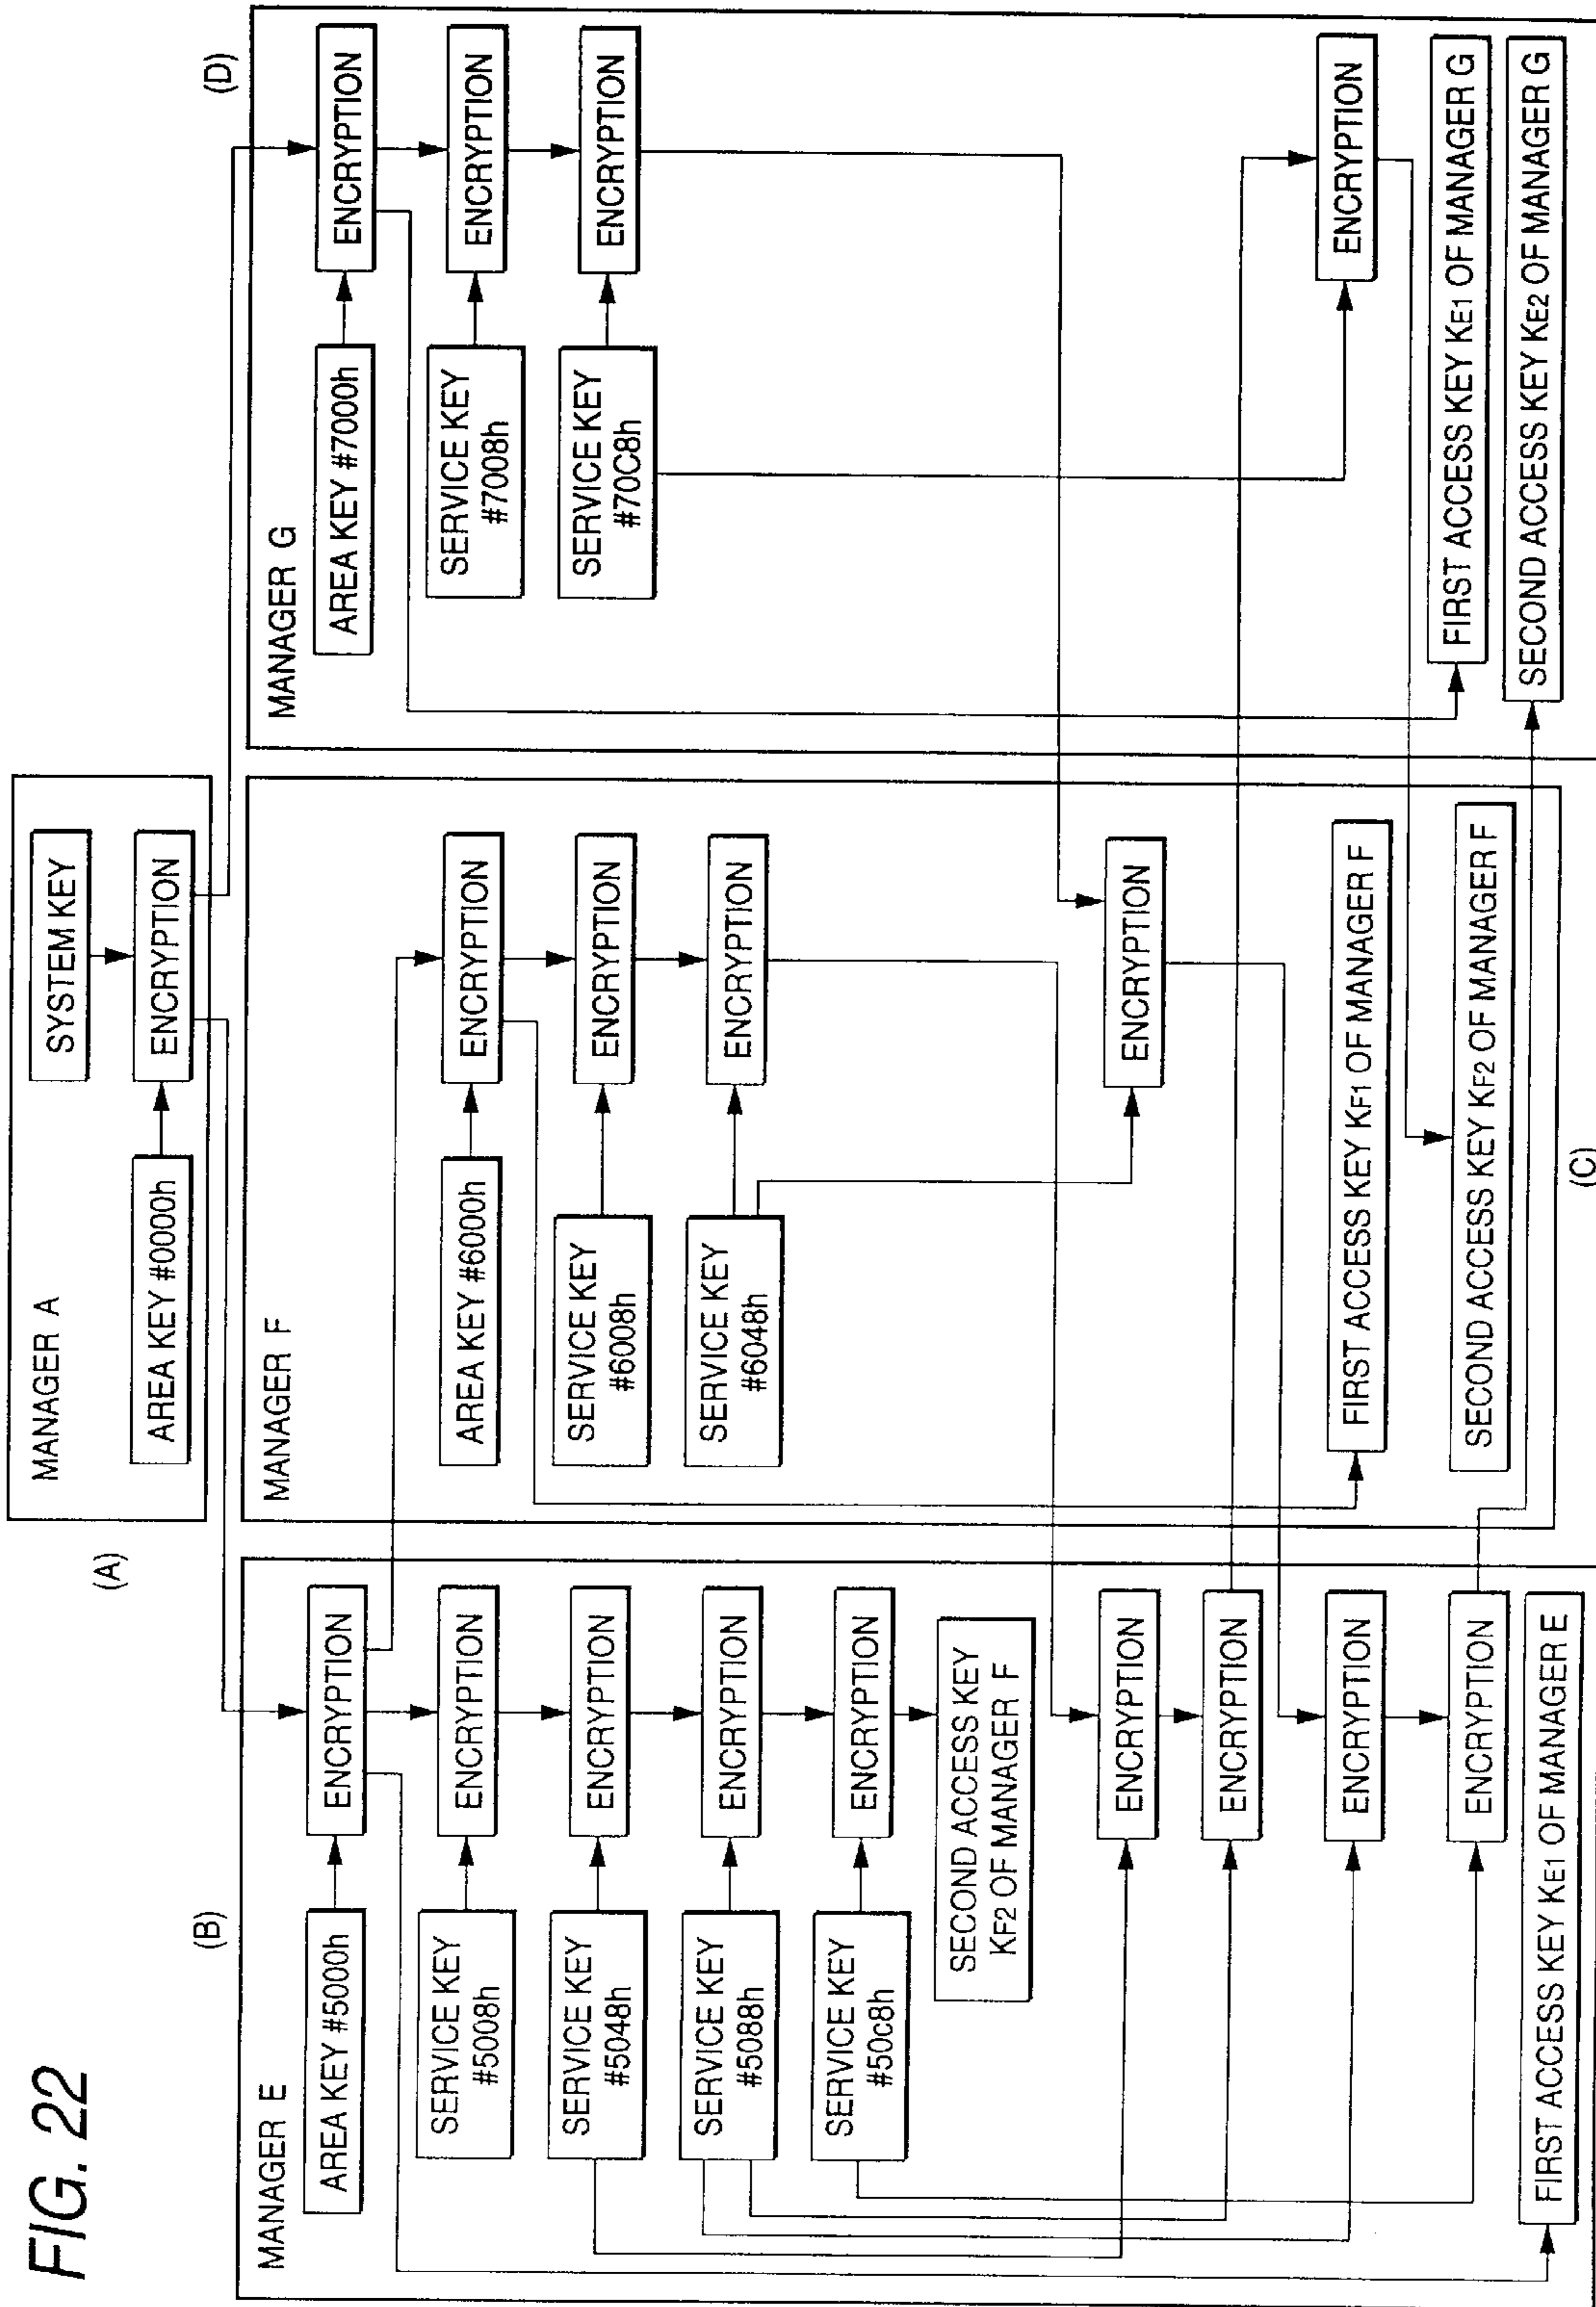 FIG. 22
(A)
MANAGER A
SYSTEM KEY
AREA KEY #0000h
ENCRYPTION
(B)
MANAGER E
AREA KEY #5000h
ENCRYPTION
SERVICE KEY
#5008h
ENCRYPTION
SERVICE KEY
#5048h
ENCRYPTION
SERVICE KEY
#5088h
ENCRYPTION
SERVICE KEY
#50c8h
ENCRYPTION
SECOND ACCESS KEY
KF2 OF MANAGER F
ENCRYPTION
ENCRYPTION
ENCRYPTION
ENCRYPTION
FIRST ACCESS KEY KE1 OF MANAGER E
MANAGER F
AREA KEY #6000h
ENCRYPTION
SERVICE KEY
#6008h
ENCRYPTION
SERVICE KEY
#6048h
ENCRYPTION
ENCRYPTION
FIRST ACCESS KEY KF1 OF MANAGER F
SECOND ACCESS KEY KF2 OF MANAGER F
(C)
(D)
MANAGER G
AREA KEY #7000h
ENCRYPTION
SERVICE KEY
#7008h
ENCRYPTION
SERVICE KEY
#70C8h
ENCRYPTION
ENCRYPTION
FIRST ACCESS KEY KE1 OF MANAGER G
SECOND ACCESS KEY KE2 OF MANAGER G